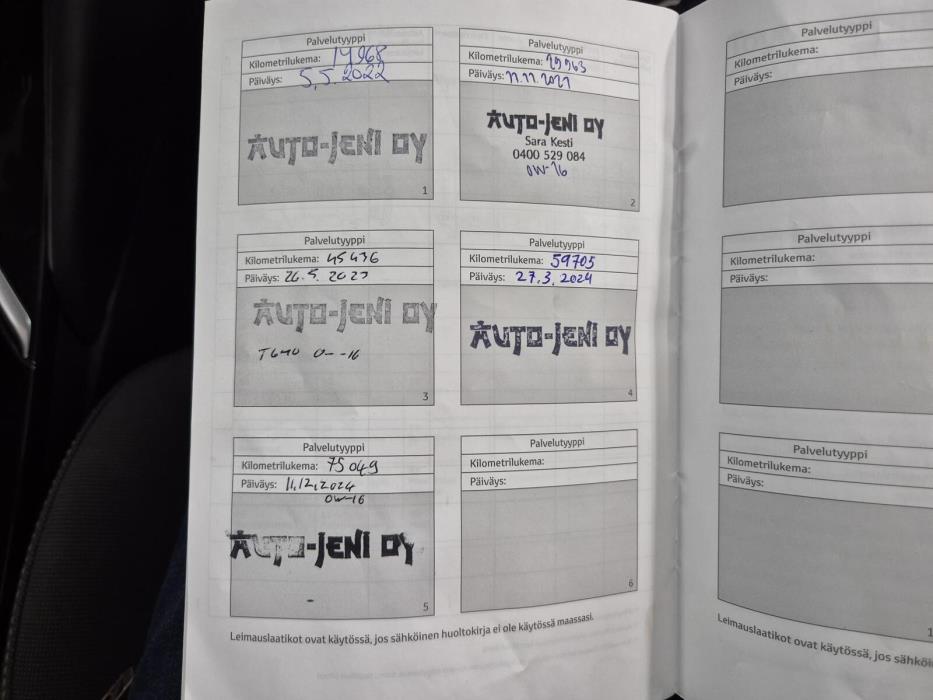 Palvelutyyppi
Kilometrilukema: 14968
Päiväys: 5,5.2022
AUTO-JENI OY
1
Palvelutyyppi
Kilometrilukema:
Päiväys:
AUTO-JENI OY
Sara Kesti
0400 529 084
OW-16
2
Palvelutyyppi
Kilometrilukema: 45436
Päiväys: 26.5. 2023
AUTO-JENI OY
3
Palvelutyyppi
Kilometrilukema: 59705
Päiväys: 27.3.2024
AUTO-JENI OY
4
Palvelutyyppi
Kilometrilukema: 75049
Päiväys: 11.12.2024
OW-16
AUTO-JENI OY
5
Palvelutyyppi
Kilometrilukema:
Päiväys:
6
Leimauslaatikot ovat käytössä, jos sähköinen huoltokirja ei ole käytössä maassasi.
Palvelutyyppi
Kilometrilukema:
Päiväys:
Palvelutyyppi
Kilometrilukema:
Päiväys:
Palvelutyyppi
Kilometrilukema:
Päiväys:
1
Leimauslaatikot ovat käytössä, jos sähköi